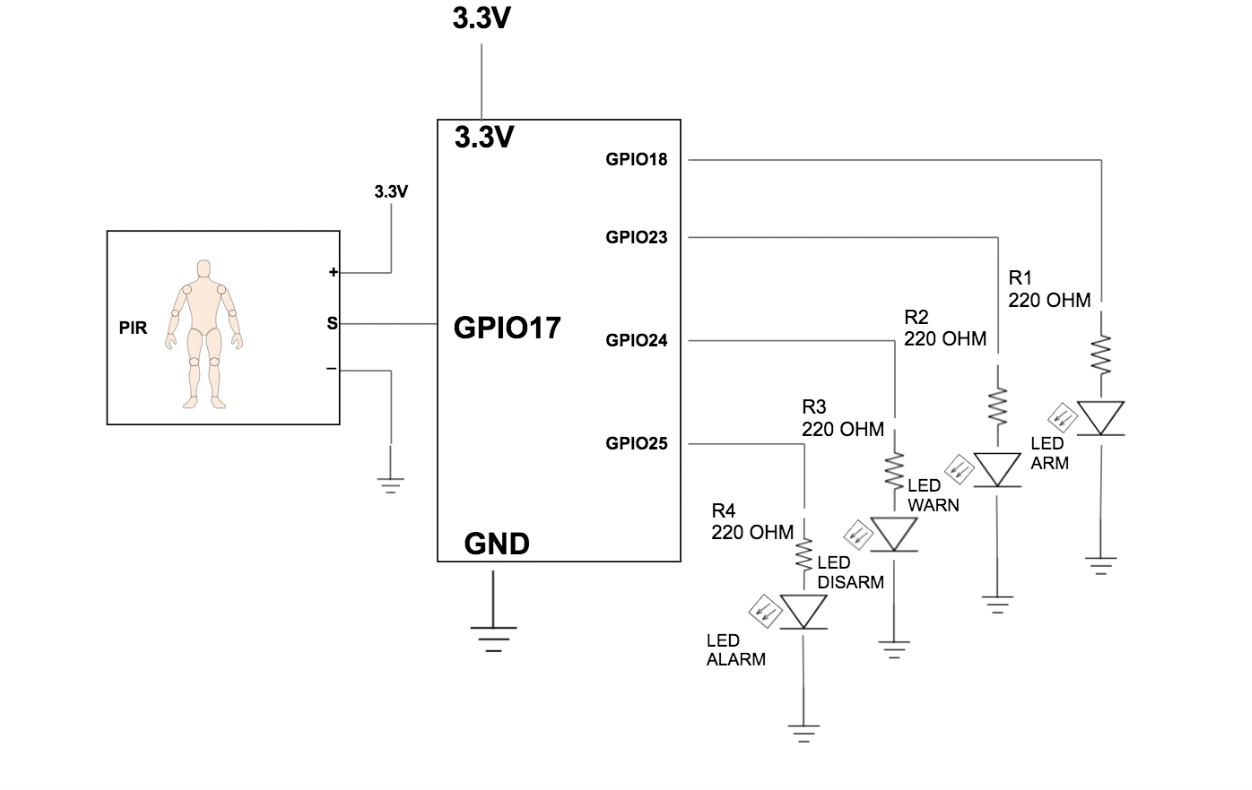 3.3V
3.3V
GPIO18
3.3V
GPIO23
+
R1
220 OHM
PIR
S
GPIO17
R2
220 OHM
GPIO24
–
R3
220 OHM
GPIO25
LED
ARM
LED
WARN
R4
220 OHM
GND
LED
DISARM
LED
ALARM